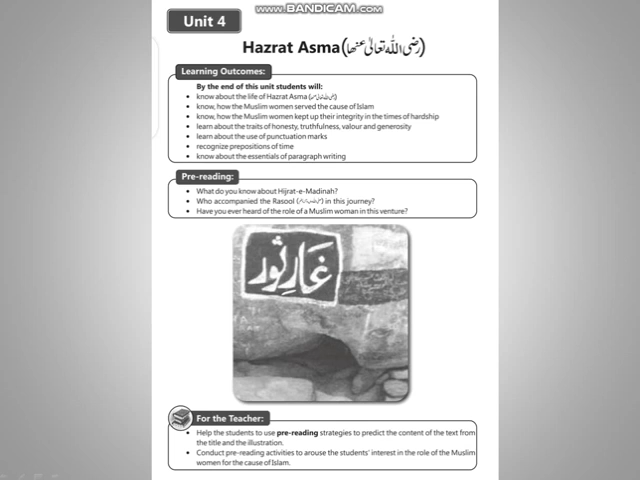 www.BANDICAM.com
Unit 4
Hazrat Asma (رضی اللہ تعالیٰ عنھا)
Learning Outcomes:
By the end of this unit students will:
• know about the life of Hazrat Asma
• know, how the Muslim women served the cause of Islam
• know, how the Muslim women kept up their integrity in the times of hardship
• learn about the traits of honesty, truthfulness, valour and generosity
• learn about the use of punctuation marks
• recognize prepositions of time
• know about the essentials of paragraph writing
Pre-reading:
• What do you know about Hijrat-e-Madinah?
• Who accompanied the Rasool in this journey?
• Have you ever heard of the role of a Muslim woman in this venture?
غار ثور
For the Teacher:
• Help the students to use pre-reading strategies to predict the content of the text from
the title and the illustration.
• Conduct pre-reading activities to arouse the students' interest in the role of the Muslim
women for the cause of Islam.